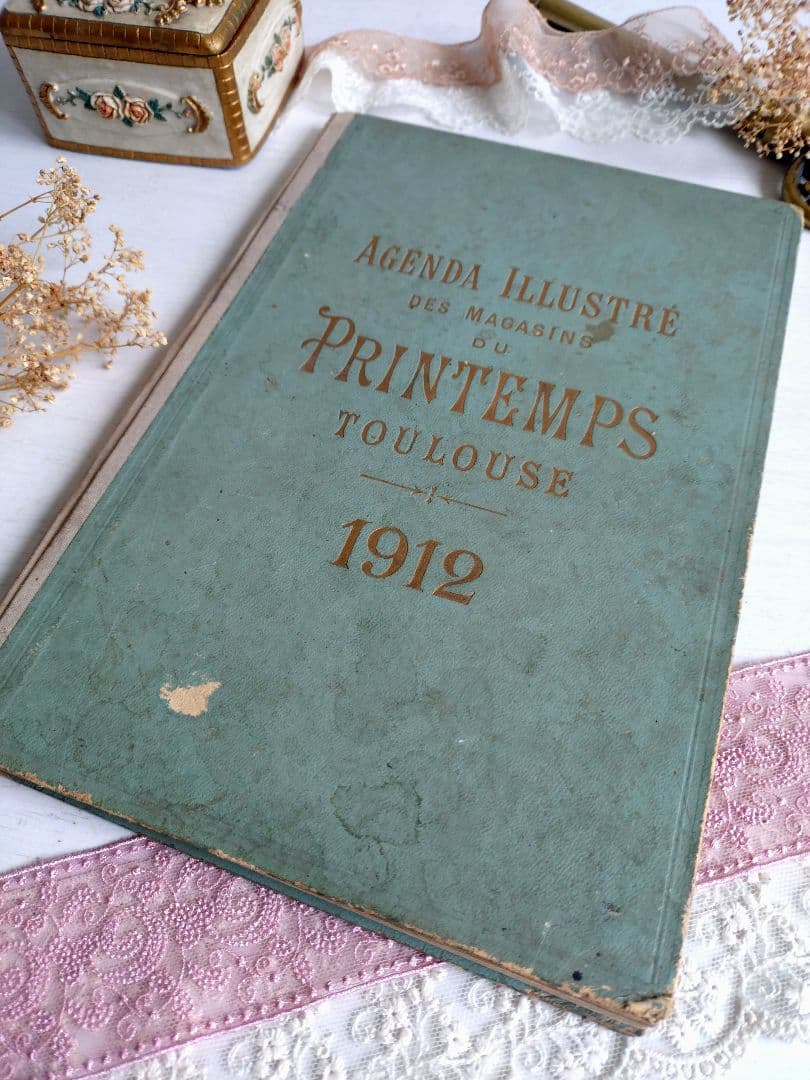 AGENDA ILLUSTRÉ
DES MAGASINS
DU
PRINTEMPS
TOULOUSE
1912